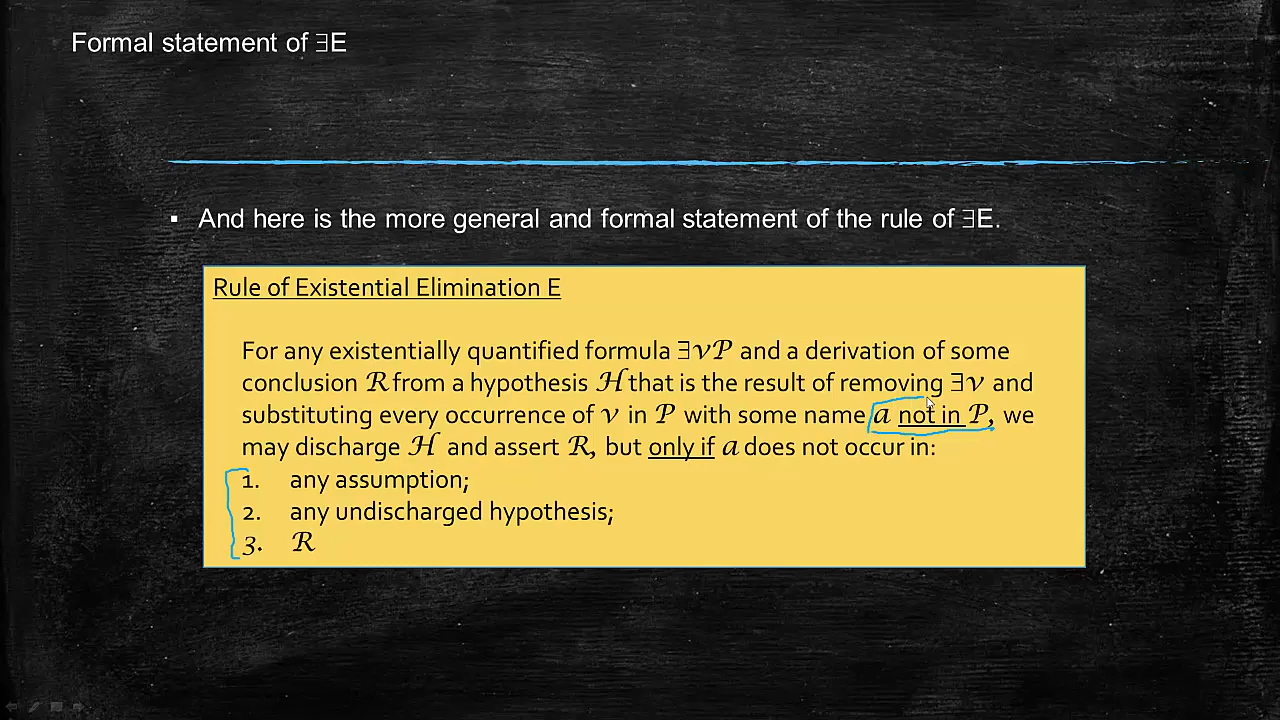 Formal statement of ∃E
▪ And here is the more general and formal statement of the rule of ∃E.
Rule of Existential Elimination E
For any existentially quantified formula ∃𝓋𝒫 and a derivation of some
conclusion ℛ from a hypothesis ℋ that is the result of removing ∃𝓋 and
substituting every occurrence of 𝓋 in 𝒫 with some name 𝒶 not in 𝒫, we
may discharge ℋ and assert ℛ, but only if 𝒶 does not occur in:
1. any assumption;
2. any undischarged hypothesis;
3. ℛ